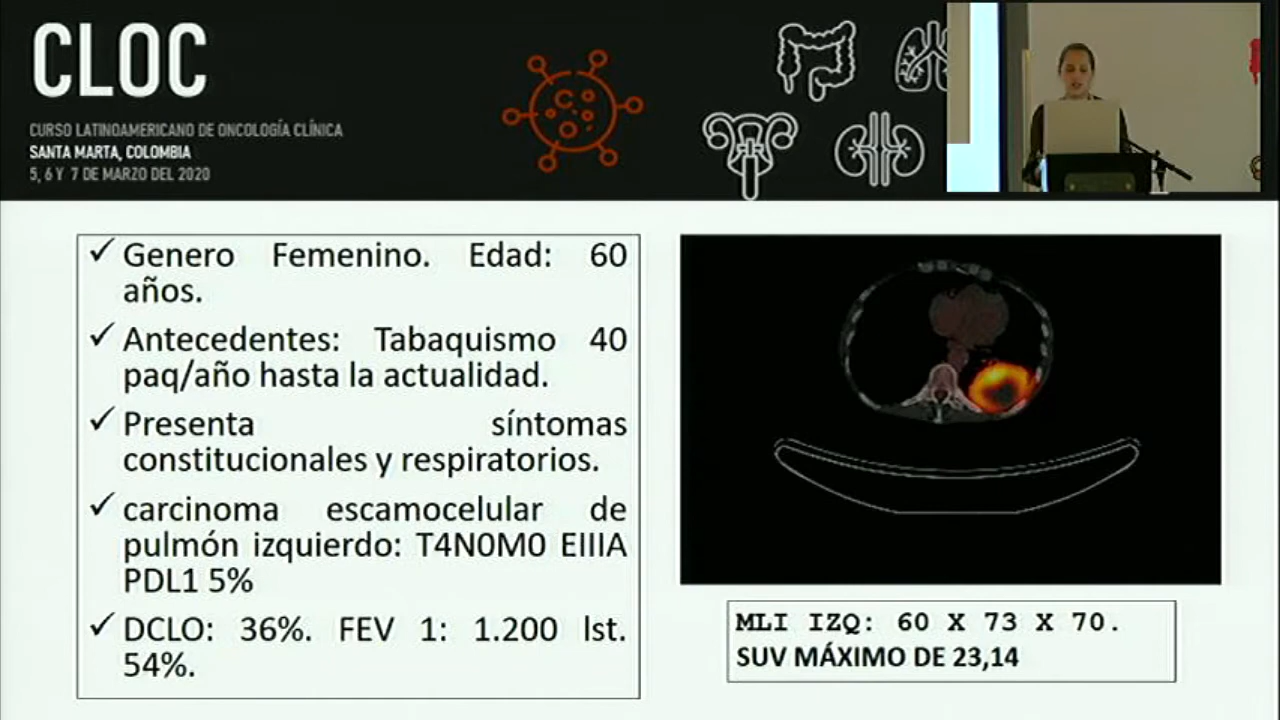 CLOC
CURSO LATINOAMERICANO DE ONCOLOGÍA CLÍNICA
SANTA MARTA, COLOMBIA
5, 6 Y 7 DE MARZO DEL 2020
✓ Genero Femenino. Edad: 60
años.
✓ Antecedentes: Tabaquismo 40
paq/año hasta la actualidad.
✓ Presenta síntomas
constitucionales y respiratorios.
✓ carcinoma escamocelular de
pulmón izquierdo: T4N0M0 EIIIA
PDL1 5%
✓ DCLO: 36%. FEV 1: 1.200 lst.
54%.
MLI IZQ: 60 X 73 X 70.
SUV MÁXIMO DE 23,14